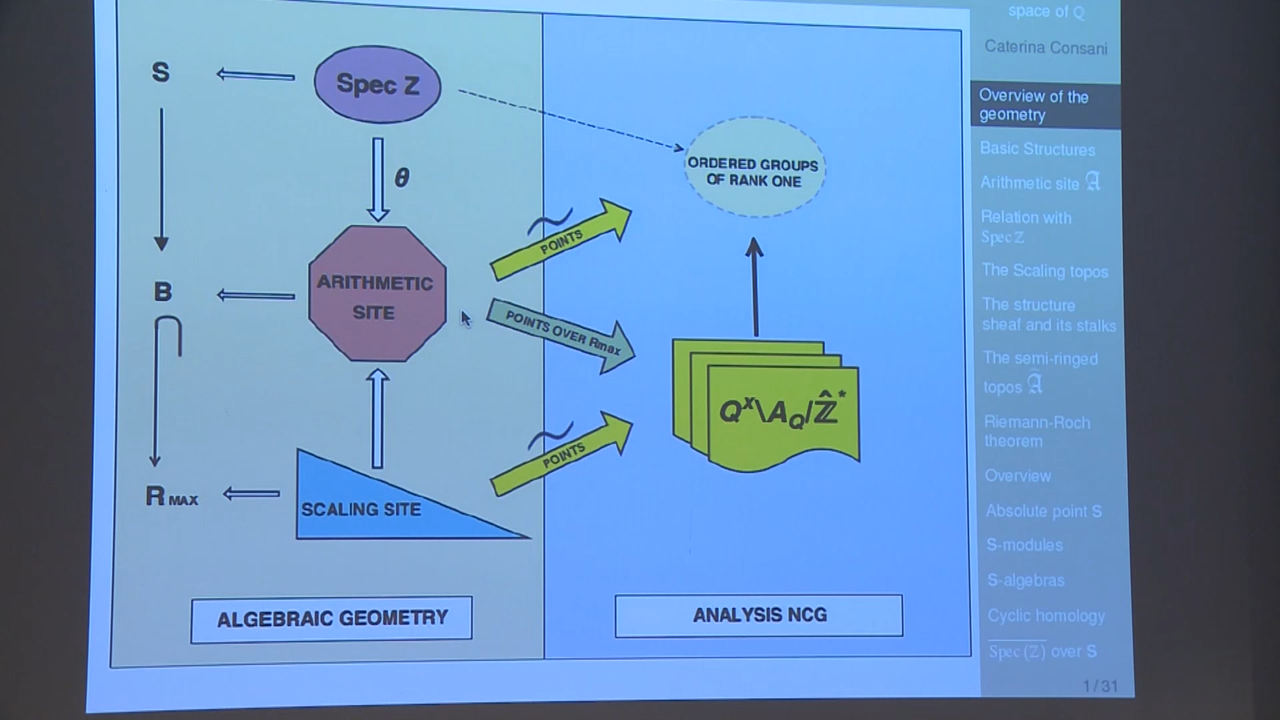 S
Spec ℤ
θ
ORDERED GROUPS
OF RANK ONE
POINTS
ARITHMETIC
SITE
B
POINTS OVER Rmax
Q^x\A_Q/ℤ̂^*
POINTS
R MAX
SCALING SITE
ALGEBRAIC GEOMETRY
ANALYSIS NCG
space of ℚ
Caterina Consani
Overview of the
geometry
Basic Structures
Arithmetic site 𝔄
Relation with
Spec ℤ
The Scaling topos
The structure
sheaf and its stalks
The semi-ringed
topos 𝔄̂
Riemann-Roch
theorem
Overview
Absolute point S
S-modules
S-algebras
Cyclic homology
Spec(ℤ) over S
1/31